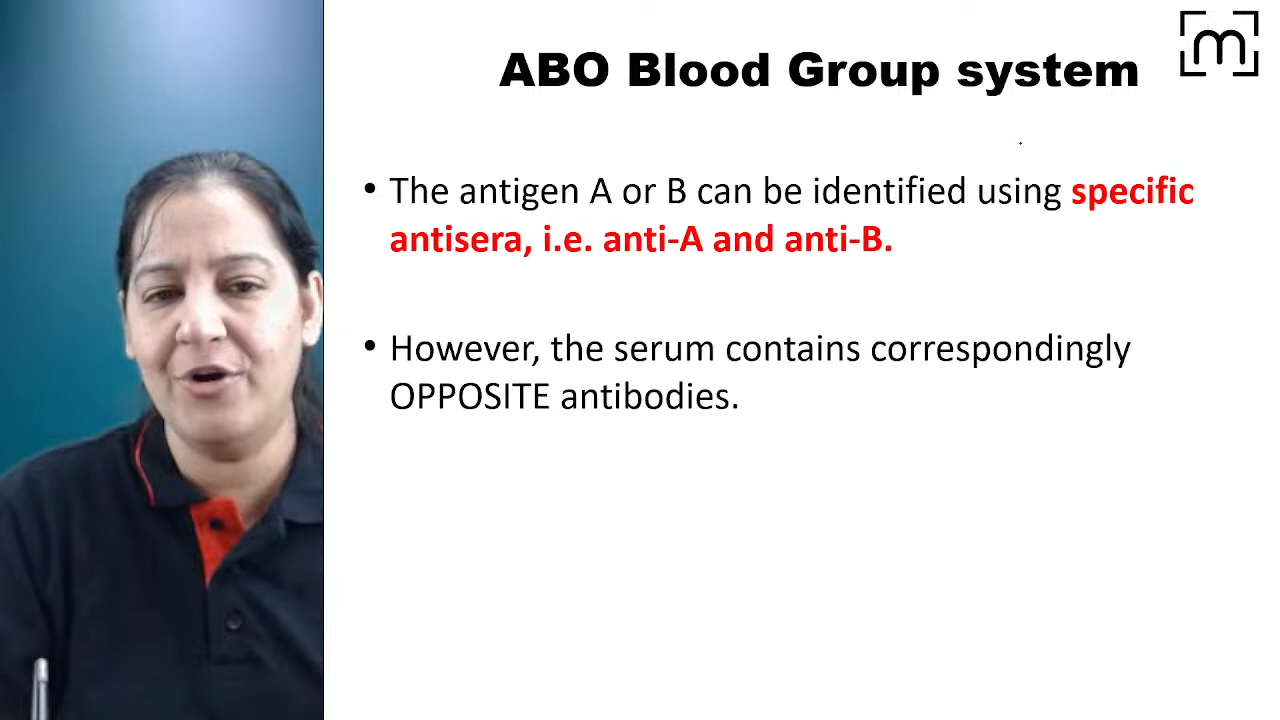 ABO Blood Group system
• The antigen A or B can be identified using specific
antisera, i.e. anti-A and anti-B.
• However, the serum contains correspondingly
OPPOSITE antibodies.